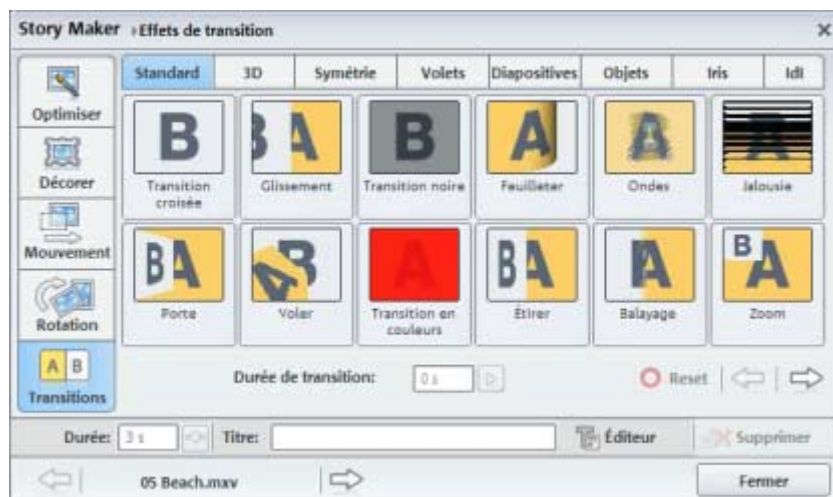 Story Maker » Effets de transition
Optimiser
Décorer
Mouvement
Rotation
A B
Transitions
Standard 3D Symétrie Volets Diapositives Objets Iris Idl
B B A B A A A
Transition croisée Glissement Transition noire Feuilleter Ondes Jalousie
B A A B A B A A B A
Porte Voler Transition en couleurs Étirer Balayage Zoom
Durée de transition: 0 s Reset
Durée: 3 s Titre: Éditeur Supprimer
05 Beach.mxv Fermer